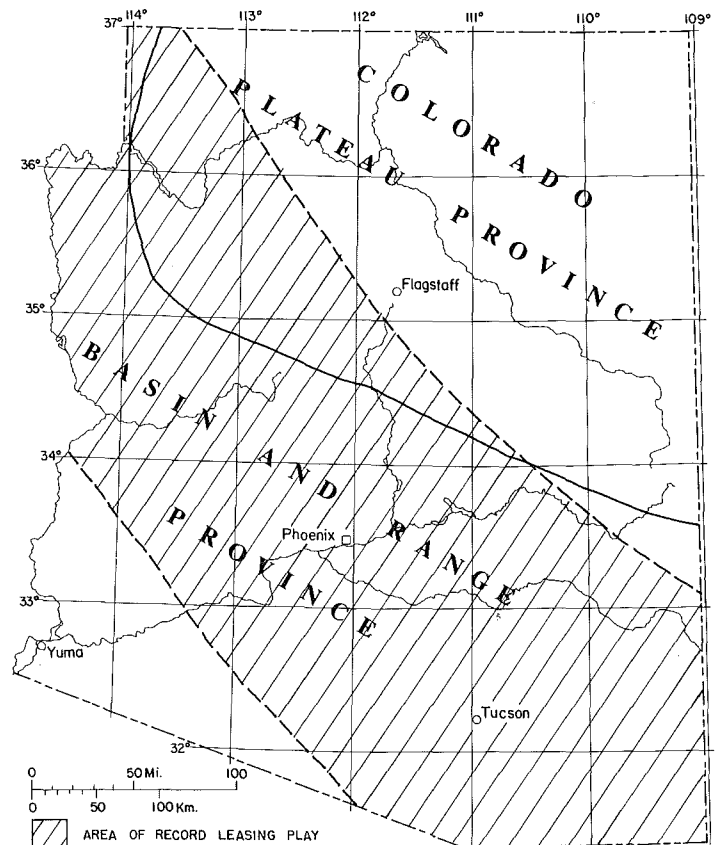 114° 113° 112° 111° 110° 109°
37°
COLORADO
PLATEAU PROVINCE
36°
Flagstaff
35°
BASIN AND RANGE
PROVINCE
34°
Phoenix
33°
Yuma
Tucson
32°
0 50 Mi. 100
0 50 100 Km.
AREA OF RECORD LEASING PLAY